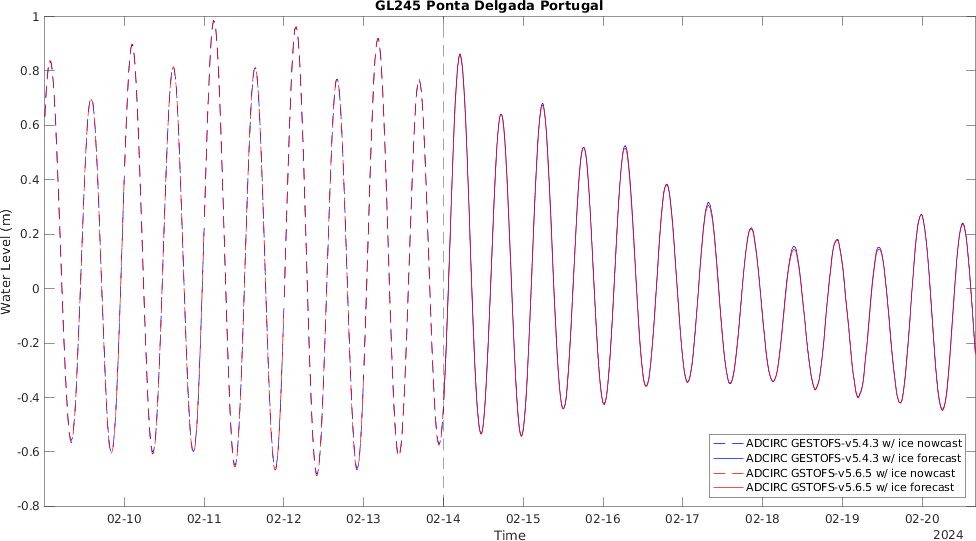 GL245 Ponta Delgada Portugal
1
0.8
0.6
0.4
0.2
0
-0.2
-0.4
-0.6
-0.8
Water Level (m)
ADCIRC GESTOFS-v5.4.3 w/ ice nowcast
ADCIRC GESTOFS-v5.4.3 w/ ice forecast
ADCIRC GSTOFS-v5.6.5 w/ ice nowcast
ADCIRC GSTOFS-v5.6.5 w/ ice forecast
02-10 02-11 02-12 02-13 02-14 02-15 02-16 02-17 02-18 02-19 02-20
Time
2024